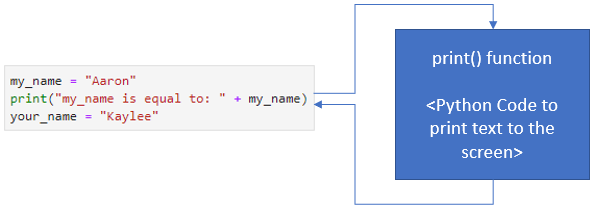 my_name = "Aaron"
print("my_name is equal to: " + my_name)
your_name = "Kaylee"
print() function
<Python Code to
print text to the
screen>